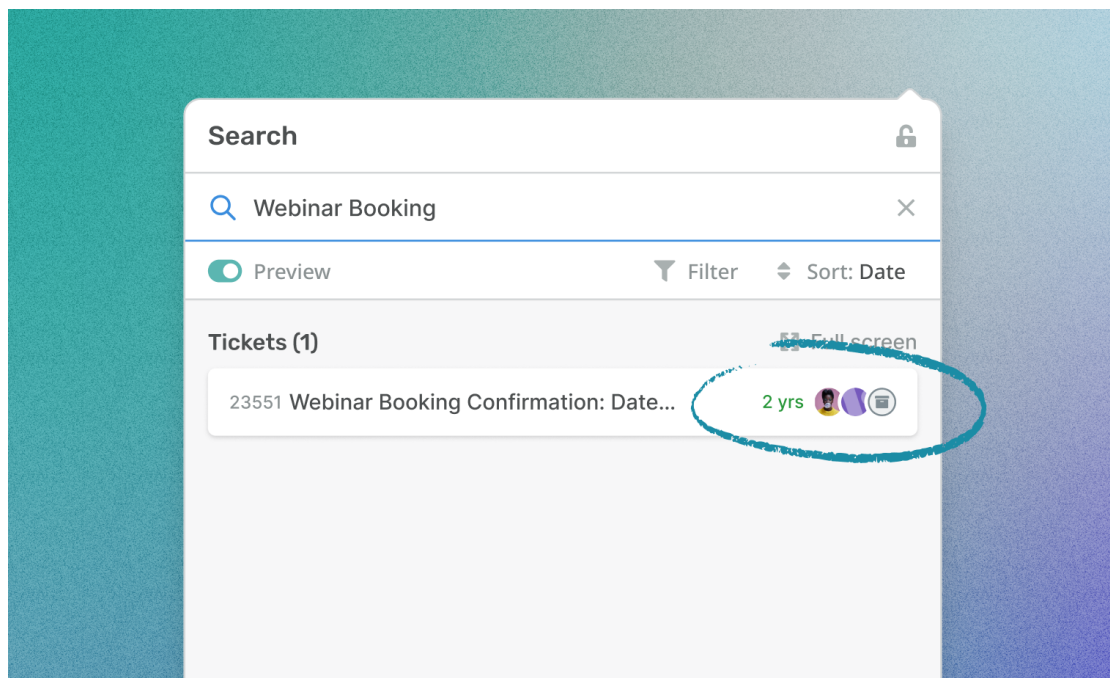 Search
Webinar Booking
Preview Filter Sort: Date
Tickets (1) Full screen
23551 Webinar Booking Confirmation: Date... 2 yrs